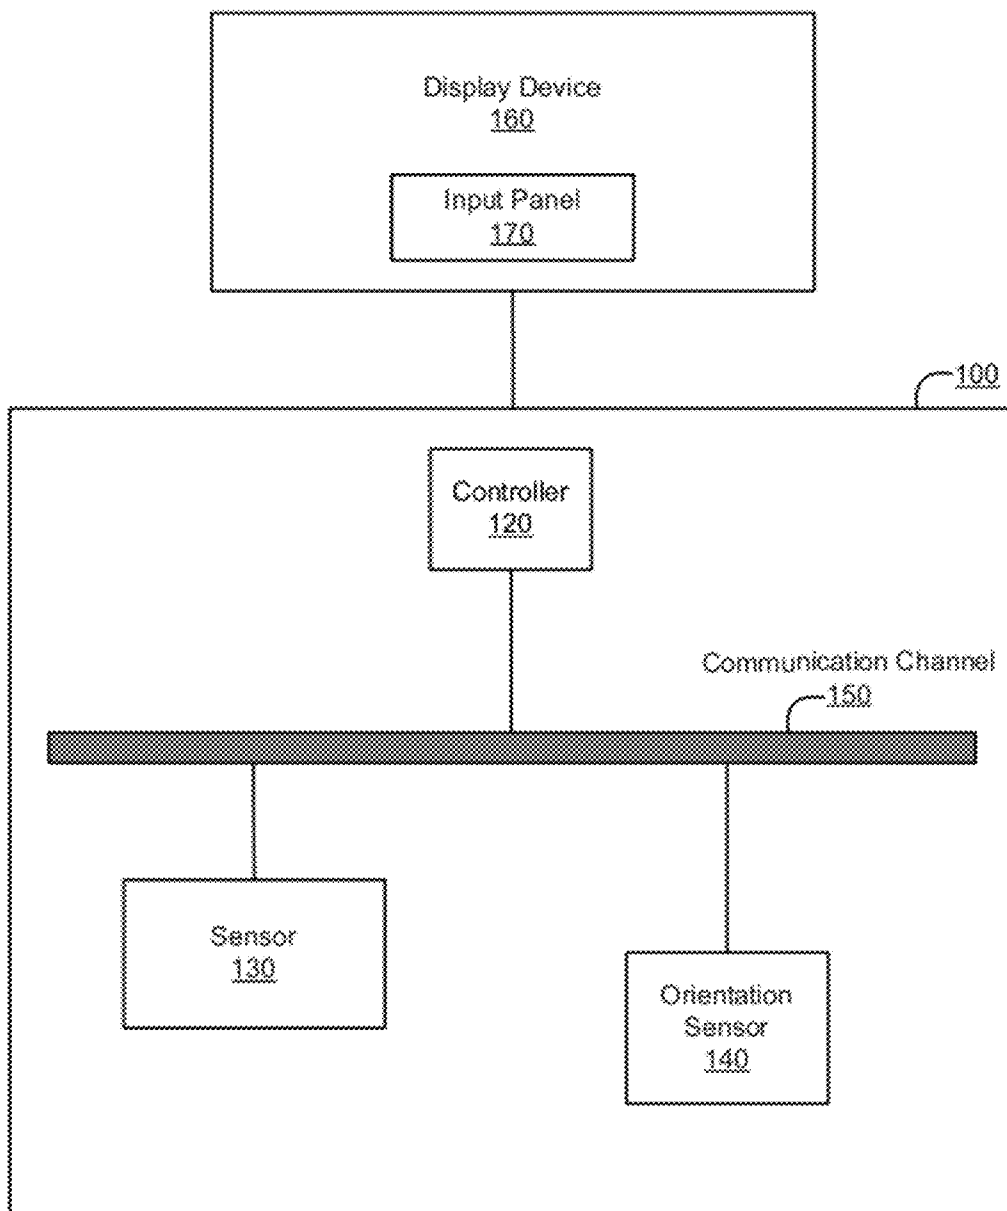 Display Device
160
Input Panel
170
100
Controller
120
Communication Channel
150
Sensor
130
Orientation
Sensor
140